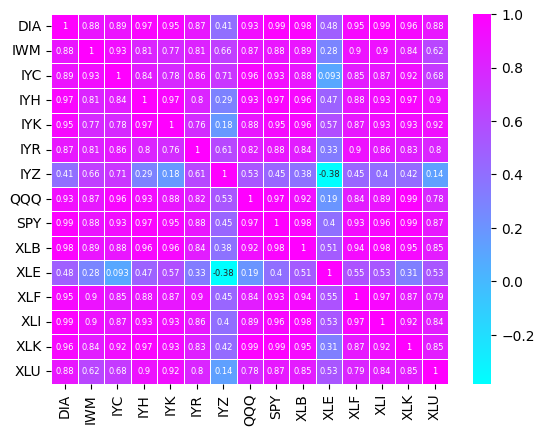 DIA 1 0.88 0.89 0.97 0.95 0.87 0.41 0.93 0.99 0.98 0.48 0.95 0.99 0.96 0.88 1.0
IWM 0.88 1 0.93 0.81 0.77 0.81 0.66 0.87 0.88 0.89 0.28 0.9 0.9 0.84 0.62
IYC 0.89 0.93 1 0.84 0.78 0.86 0.71 0.96 0.93 0.88 0.093 0.85 0.87 0.92 0.68 0.8
IYH 0.97 0.81 0.84 1 0.97 0.8 0.29 0.93 0.97 0.96 0.47 0.88 0.93 0.97 0.9
IYK 0.95 0.77 0.78 0.97 1 0.76 0.18 0.88 0.95 0.96 0.57 0.87 0.93 0.93 0.92 0.6
IYR 0.87 0.81 0.86 0.8 0.76 1 0.61 0.82 0.88 0.84 0.33 0.9 0.86 0.83 0.8
IYZ 0.41 0.66 0.71 0.29 0.18 0.61 1 0.53 0.45 0.38 -0.38 0.45 0.4 0.42 0.14 0.4
QQQ 0.93 0.87 0.96 0.93 0.88 0.82 0.53 1 0.97 0.92 0.19 0.84 0.89 0.99 0.78
SPY 0.99 0.88 0.93 0.97 0.95 0.88 0.45 0.97 1 0.98 0.4 0.93 0.96 0.99 0.87 0.2
XLB 0.98 0.89 0.88 0.96 0.96 0.84 0.38 0.92 0.98 1 0.51 0.94 0.98 0.95 0.85
XLE 0.48 0.28 0.093 0.47 0.57 0.33 -0.38 0.19 0.4 0.51 1 0.55 0.53 0.31 0.53 0.0
XLF 0.95 0.9 0.85 0.88 0.87 0.9 0.45 0.84 0.93 0.94 0.55 1 0.97 0.87 0.79
XLI 0.99 0.9 0.87 0.93 0.93 0.86 0.4 0.89 0.96 0.98 0.53 0.97 1 0.92 0.84 −0.2
XLK 0.96 0.84 0.92 0.97 0.93 0.83 0.42 0.99 0.99 0.95 0.31 0.87 0.92 1 0.85
XLU 0.88 0.62 0.68 0.9 0.92 0.8 0.14 0.78 0.87 0.85 0.53 0.79 0.84 0.85 1
DIA IWM IYC IYH IYK IYR IYZ QQQ SPY XLB XLE XLF XLI XLK XLU